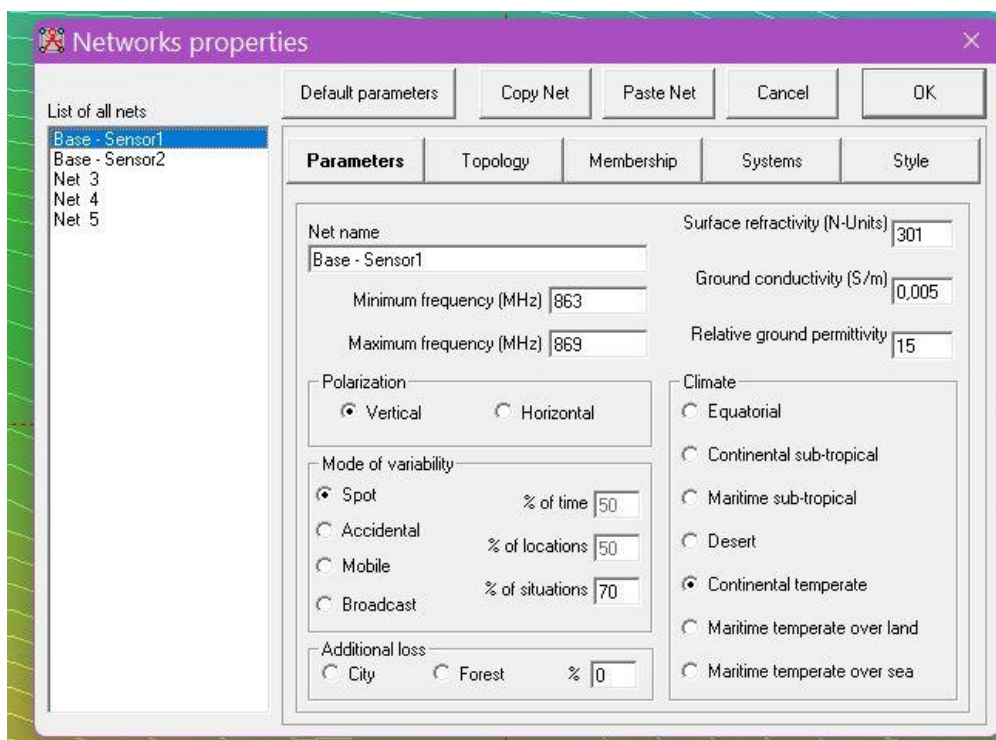 Networks properties
Default parameters
Copy Net
Paste Net
Cancel
OK
List of all nets
Base - Sensor1
Base - Sensor2
Net 3
Net 4
Net 5
Parameters
Topology
Membership
Systems
Style
Net name
Base - Sensor1
Minimum frequency (MHz) 863
Maximum frequency (MHz) 869
Surface refractivity (N-Units) 301
Ground conductivity (S/m) 0,005
Relative ground permittivity 15
Polarization
Vertical
Horizontal
Mode of variability
Spot
Accidental
Mobile
Broadcast
% of time 50
% of locations 50
% of situations 70
Additional loss
City
Forest
% 0
Climate
Equatorial
Continental sub-tropical
Maritime sub-tropical
Desert
Continental temperate
Maritime temperate over land
Maritime temperate over sea